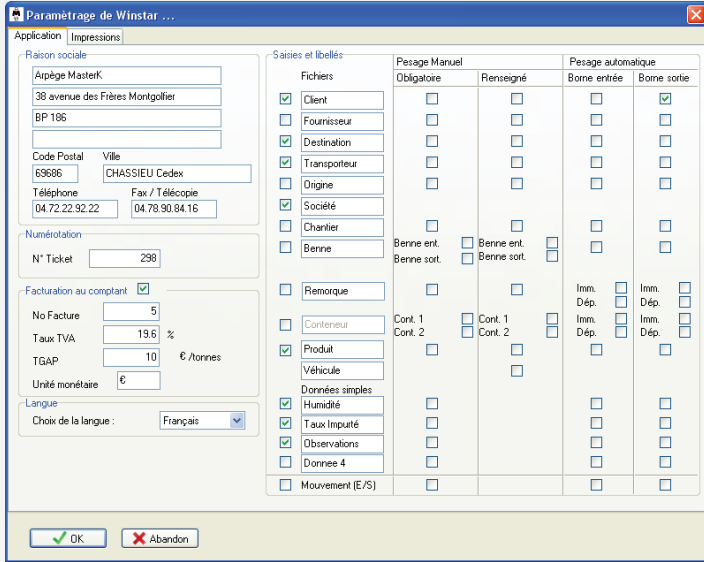 Paramètrage de Winstar ...
Application Impressions
Raison sociale
Arpège MasterK
38 avenue des Frères Montgolfier
BP 186
Code Postal Ville
69686 CHASSIEU Cedex
Téléphone Fax / Télécopie
04.72.22.92.22 04.78.90.84.16
Numérotation
N° Ticket 298
Facturation au comptant
No Facture 5
Taux TVA 19.6 %
TGAP 10 € /tonnes
Unité monétaire €
Langue
Choix de la langue : Français
Saisies et libellés
Pesage Manuel Pesage automatique
Fichiers Obligatoire Renseigné Borne entrée Borne sortie
Client
Fournisseur
Destination
Transporteur
Origine
Société
Chantier
Benne Benne ent. Benne ent.
Benne sort. Benne sort.
Remorque Imm. Imm.
Dép. Dép.
Conteneur Cont. 1 Cont. 1 Imm. Imm.
Cont. 2 Cont. 2 Dép. Dép.
Produit
Véhicule
Données simples
Humidité
Taux Impurté
Observations
Donnee 4
Mouvement (E/S)
OK Abandon